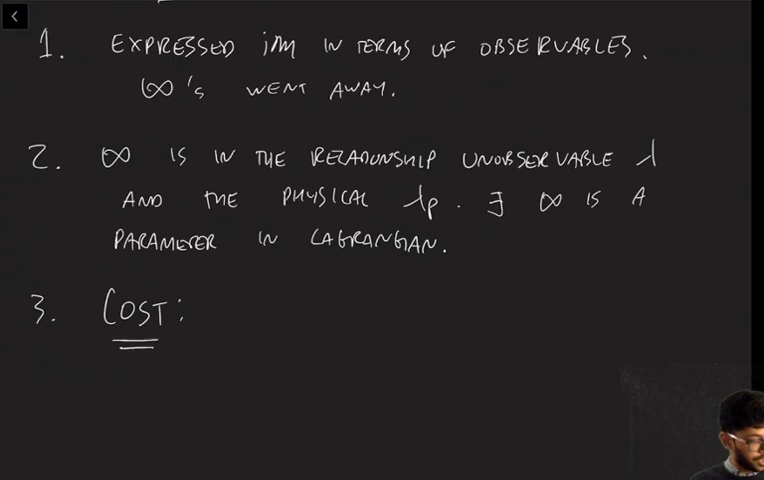 1. EXPRESSED iM IN TERMS OF OBSERVABLES.
∞'s WENT AWAY.
2. ∞ IS IN THE RELATIONSHIP UNOBSERVABLE λ
AND THE PHYSICAL λp. ∃ ∞ IS A
PARAMETER IN LAGRANGIAN.
3. COST: